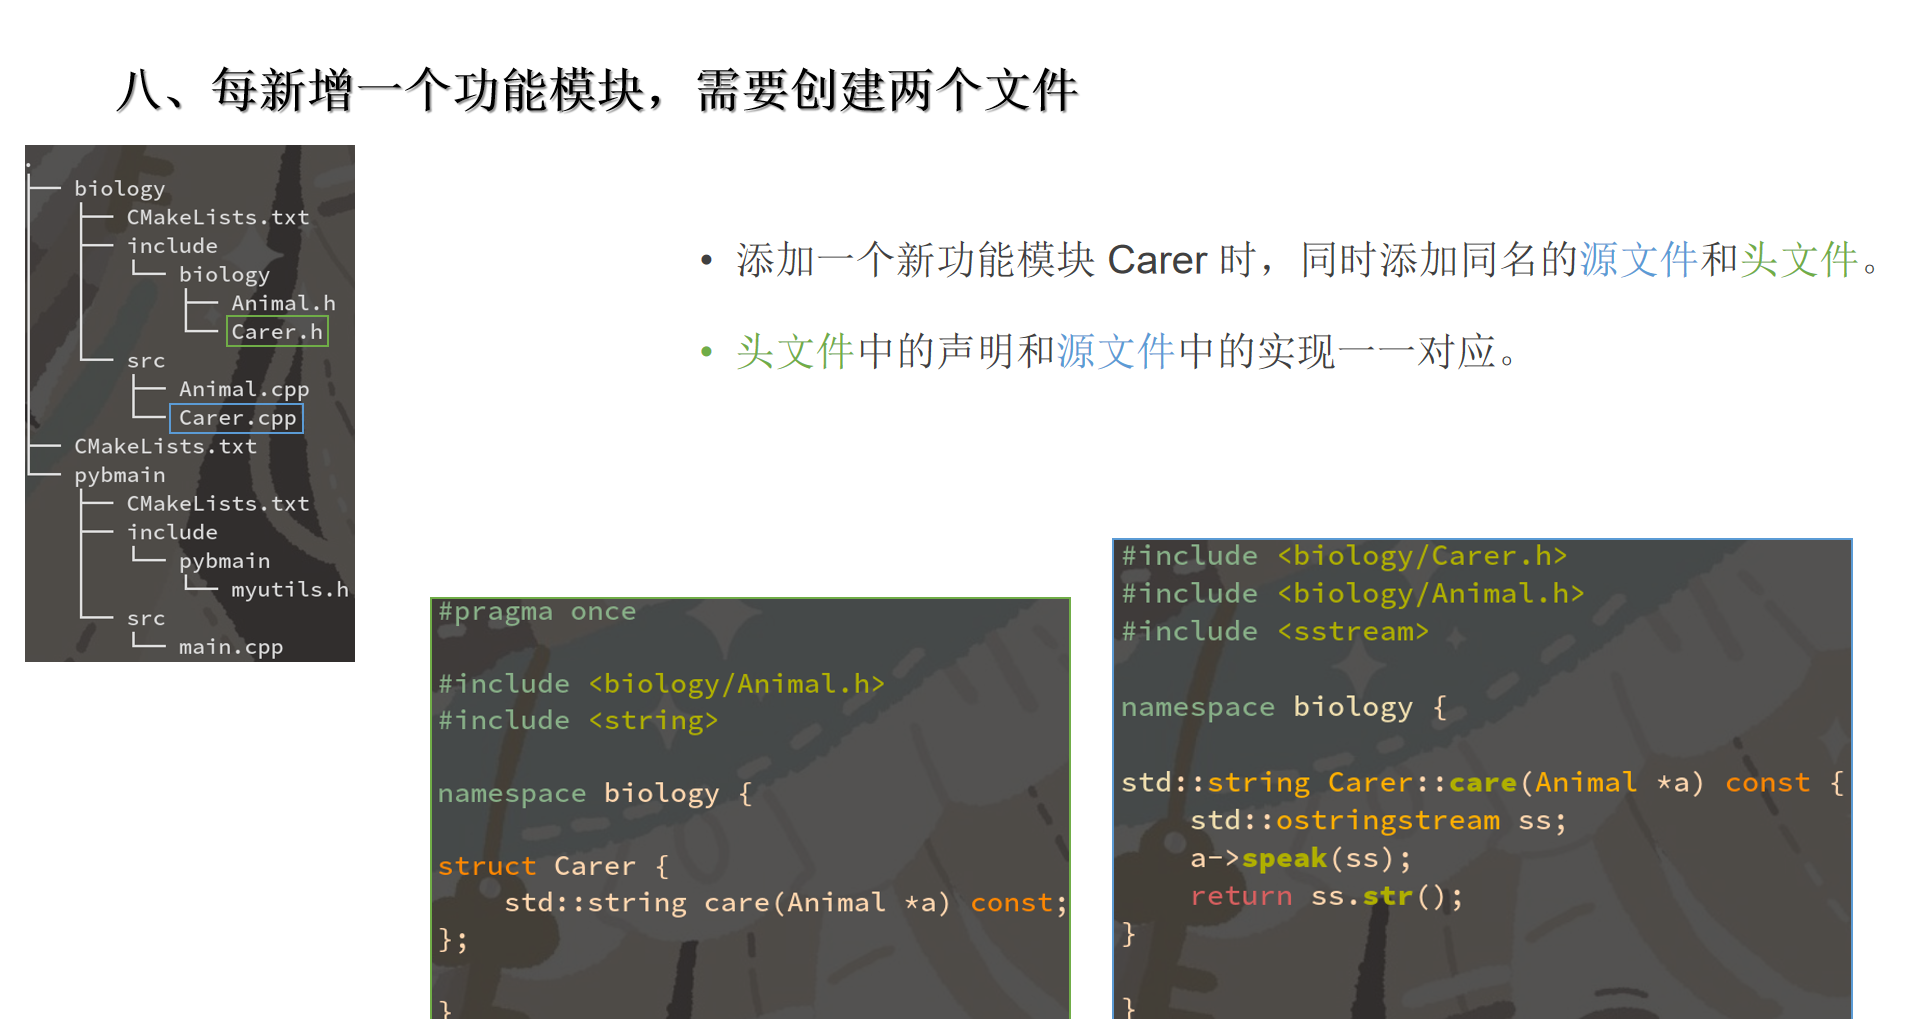 八、每新增一个功能模块，需要创建两个文件
.
├── biology
│   ├── CMakeLists.txt
│   ├── include
│   │   └── biology
│   │       ├── Animal.h
│   │       └── Carer.h
│   └── src
│       ├── Animal.cpp
│       └── Carer.cpp
├── CMakeLists.txt
└── pybmain
    ├── CMakeLists.txt
    ├── include
    │   └── pybmain
    │       └── myutils.h
    └── src
        └── main.cpp
• 添加一个新功能模块 Carer 时，同时添加同名的源文件和头文件。
• 头文件中的声明和源文件中的实现一一对应。
#pragma once
#include <biology/Animal.h>
#include <string>
namespace biology {
struct Carer {
    std::string care(Animal *a) const;
};
}
#include <biology/Carer.h>
#include <biology/Animal.h>
#include <sstream>
namespace biology {
std::string Carer::care(Animal *a) const {
    std::ostringstream ss;
    a->speak(ss);
    return ss.str();
}
}